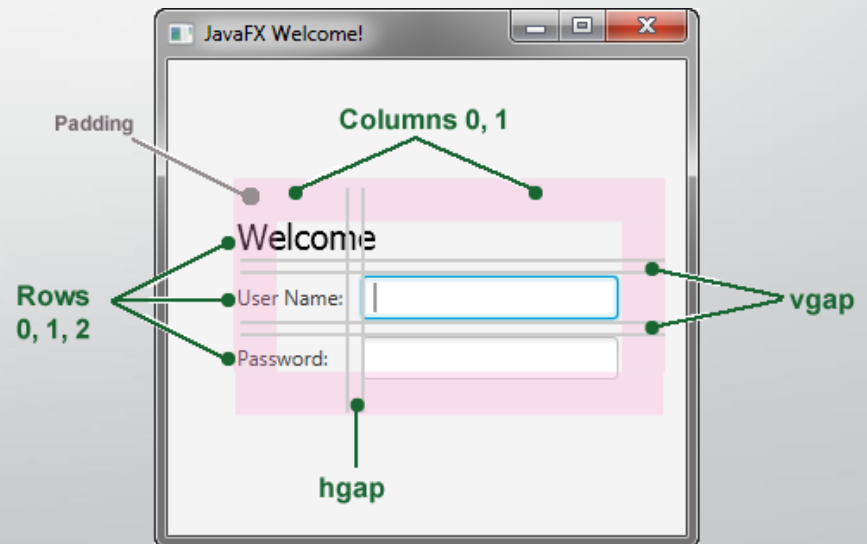 JavaFX Welcome!
Padding
Columns 0, 1
Welcome
Rows
0, 1, 2
User Name:
vgap
Password:
hgap